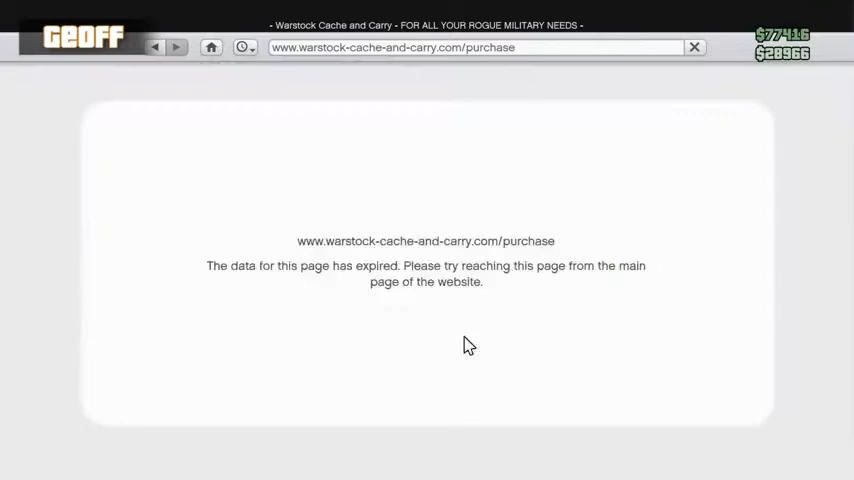 - Warstock Cache and Carry - FOR ALL YOUR ROGUE MILITARY NEEDS -
GEOFF
www.warstock-cache-and-carry.com/purchase
$77416
$28966
www.warstock-cache-and-carry.com/purchase
The data for this page has expired. Please try reaching this page from the main
page of the website.